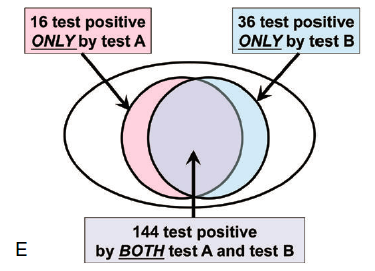 16 test positive
ONLY by test A
36 test positive
ONLY by test B
144 test positive
by BOTH test A and test B
E